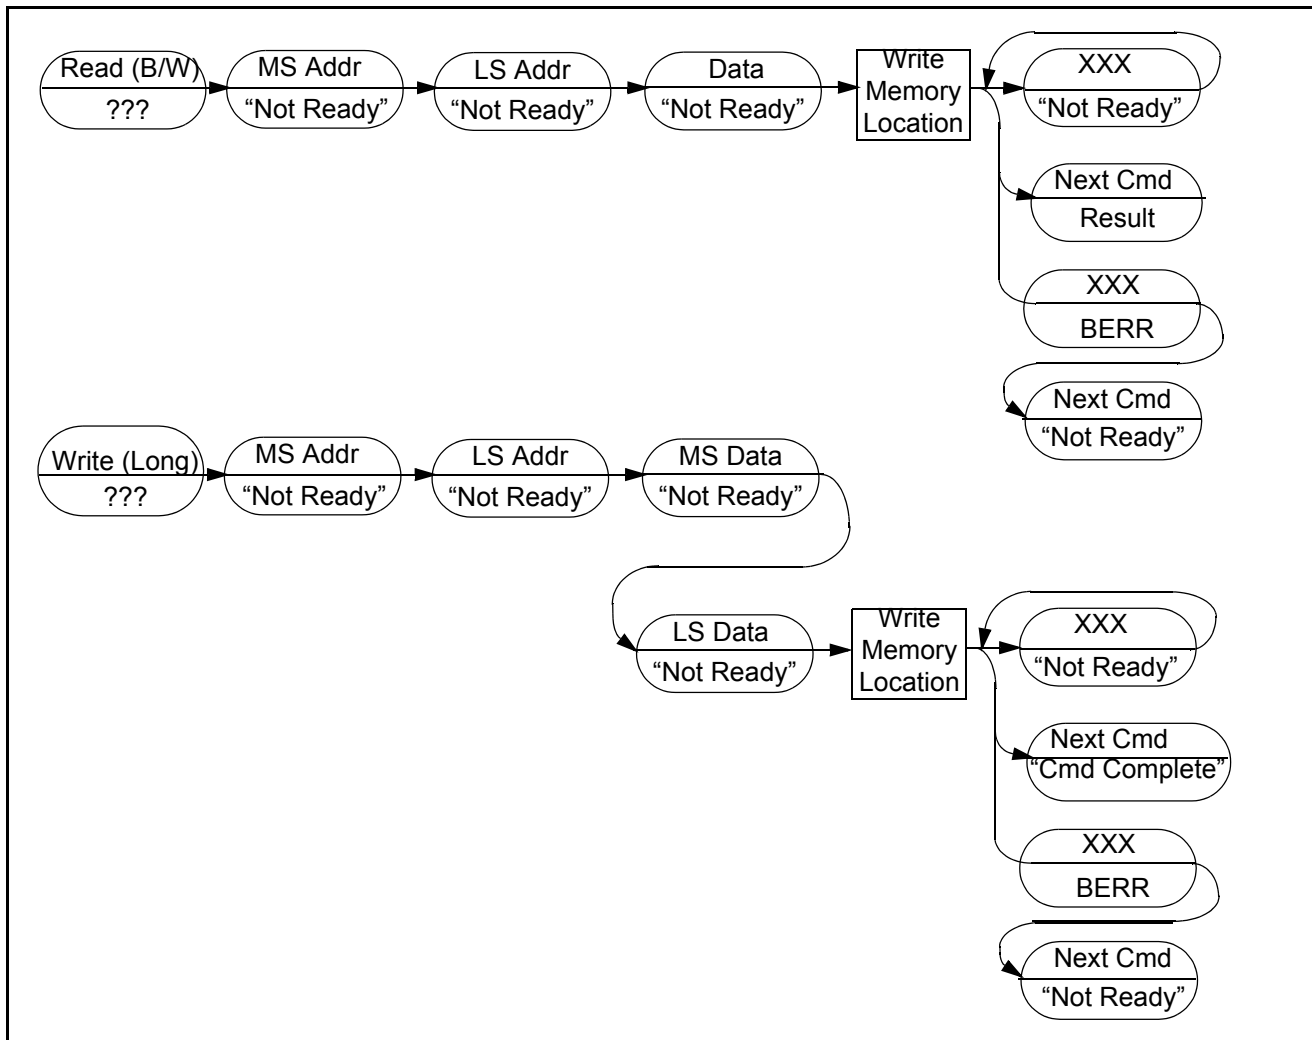 Read (B/W)
???
MS Addr
“Not Ready”
LS Addr
“Not Ready”
Data
“Not Ready”
Write
Memory
Location
XXX
“Not Ready”
Next Cmd
Result
XXX
BERR
Next Cmd
“Not Ready”
Write (Long)
???
MS Addr
“Not Ready”
LS Addr
“Not Ready”
MS Data
“Not Ready”
LS Data
“Not Ready”
Write
Memory
Location
XXX
“Not Ready”
Next Cmd
“Cmd Complete”
XXX
BERR
Next Cmd
“Not Ready”